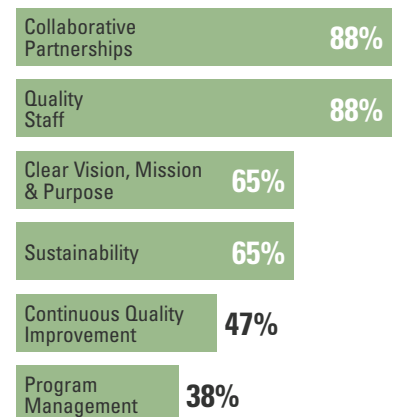 Collaborative
Partnerships
88%
Quality
Staff
88%
Clear Vision, Mission
& Purpose
65%
Sustainability
65%
Continuous Quality
Improvement
47%
Program
Management
38%